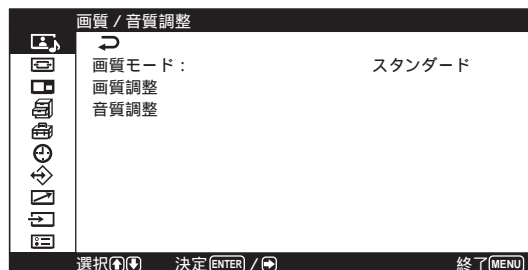 画質 / 音質調整
画質モード： スタンダード
画質調整
音質調整
選択 決定 ENTER / 終了 MENU